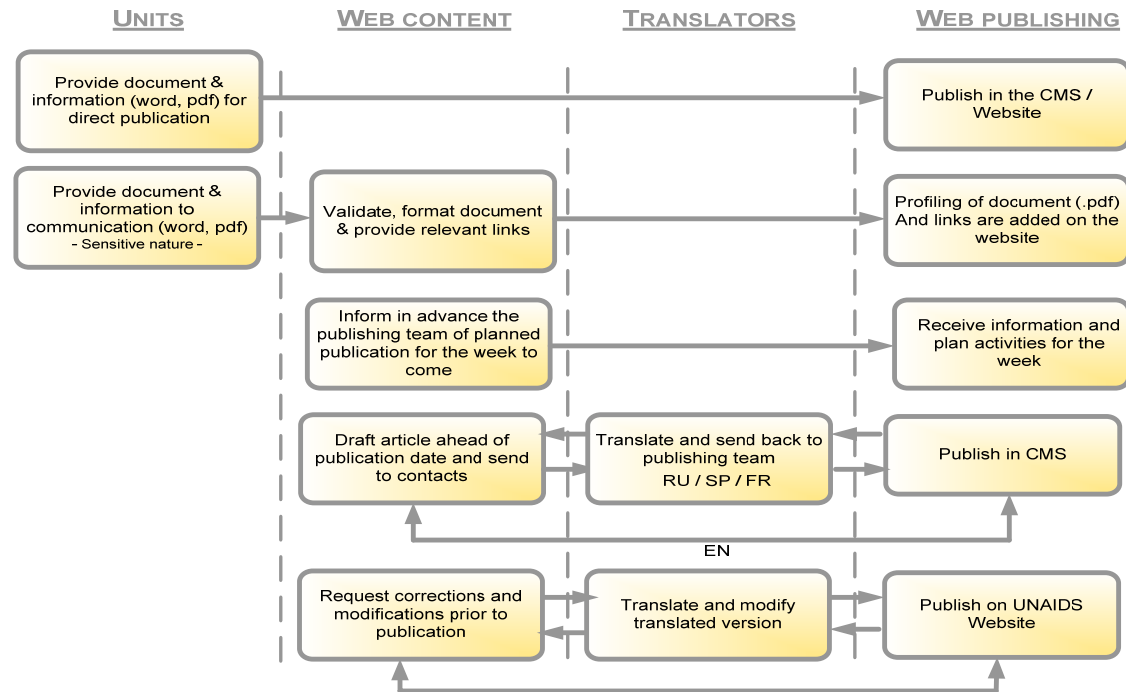 UNITS
WEB CONTENT
TRANSLATORS
WEB PUBLISHING
Provide document &
information (word, pdf) for
direct publication
Publish in the CMS /
Website
Provide document &
information to
communication (word, pdf)
- Sensitive nature -
Validate, format document
& provide relevant links
Profiling of document (.pdf)
And links are added on the
website
Inform in advance the
publishing team of planned
publication for the week to
come
Receive information and
plan activities for the
week
Draft article ahead of
publication date and send
to contacts
Translate and send back to
publishing team
RU / SP / FR
Publish in CMS
EN
Request corrections and
modifications prior to
publication
Translate and modify
translated version
Publish on UNAIDS
Website